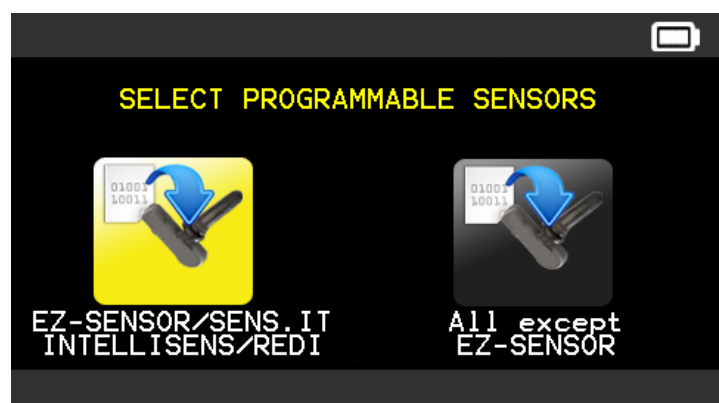 SELECT PROGRAMMABLE SENSORS
01001
10011
01001
10011
EZ-SENSOR/SENS.IT
INTELLISENS/REDI
All except
EZ-SENSOR